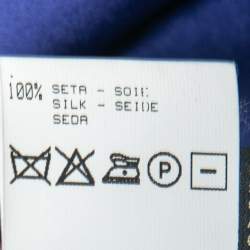 100% SETA - SOIE
SILK - SEIDE
SEDA
P